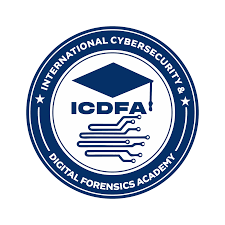 INTERNATIONAL CYBERSECURITY &
ICDFA
DIGITAL FORENSICS ACADEMY